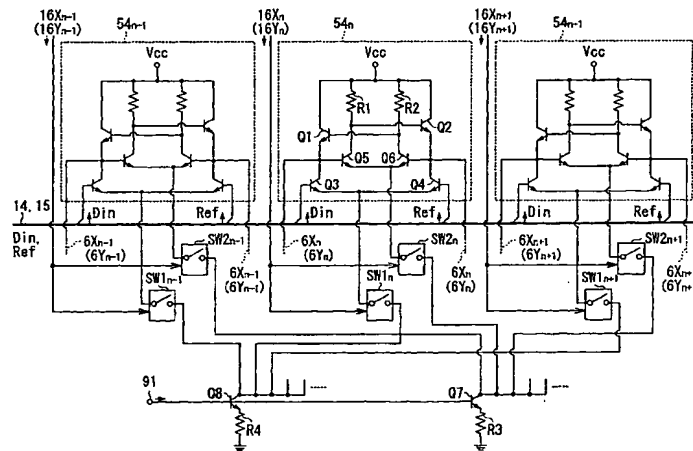 16Xn-1 54n-1 16Xn 54n 16Xn+1 54n-1
(16Yn-1) (16Yn) (16Yn+1)
Vcc Vcc Vcc
R1 R2
Q1 Q2
Q5 Q6
Q3 Q4
14, 15
Din Ref Din Ref Din Ref
Din,
Ref
6Xn-1 SW2n-1 6Xn SW2n 6Xn+1 SW2n+1
(6Yn-1) (6Yn) (6Yn+1)
6Xn-1 6Xn 6Xn+
(6Yn-1) (6Yn) (6Yn+
SW1n-1 SW1n SW1n+1
91 Q8 Q7
R4 R3